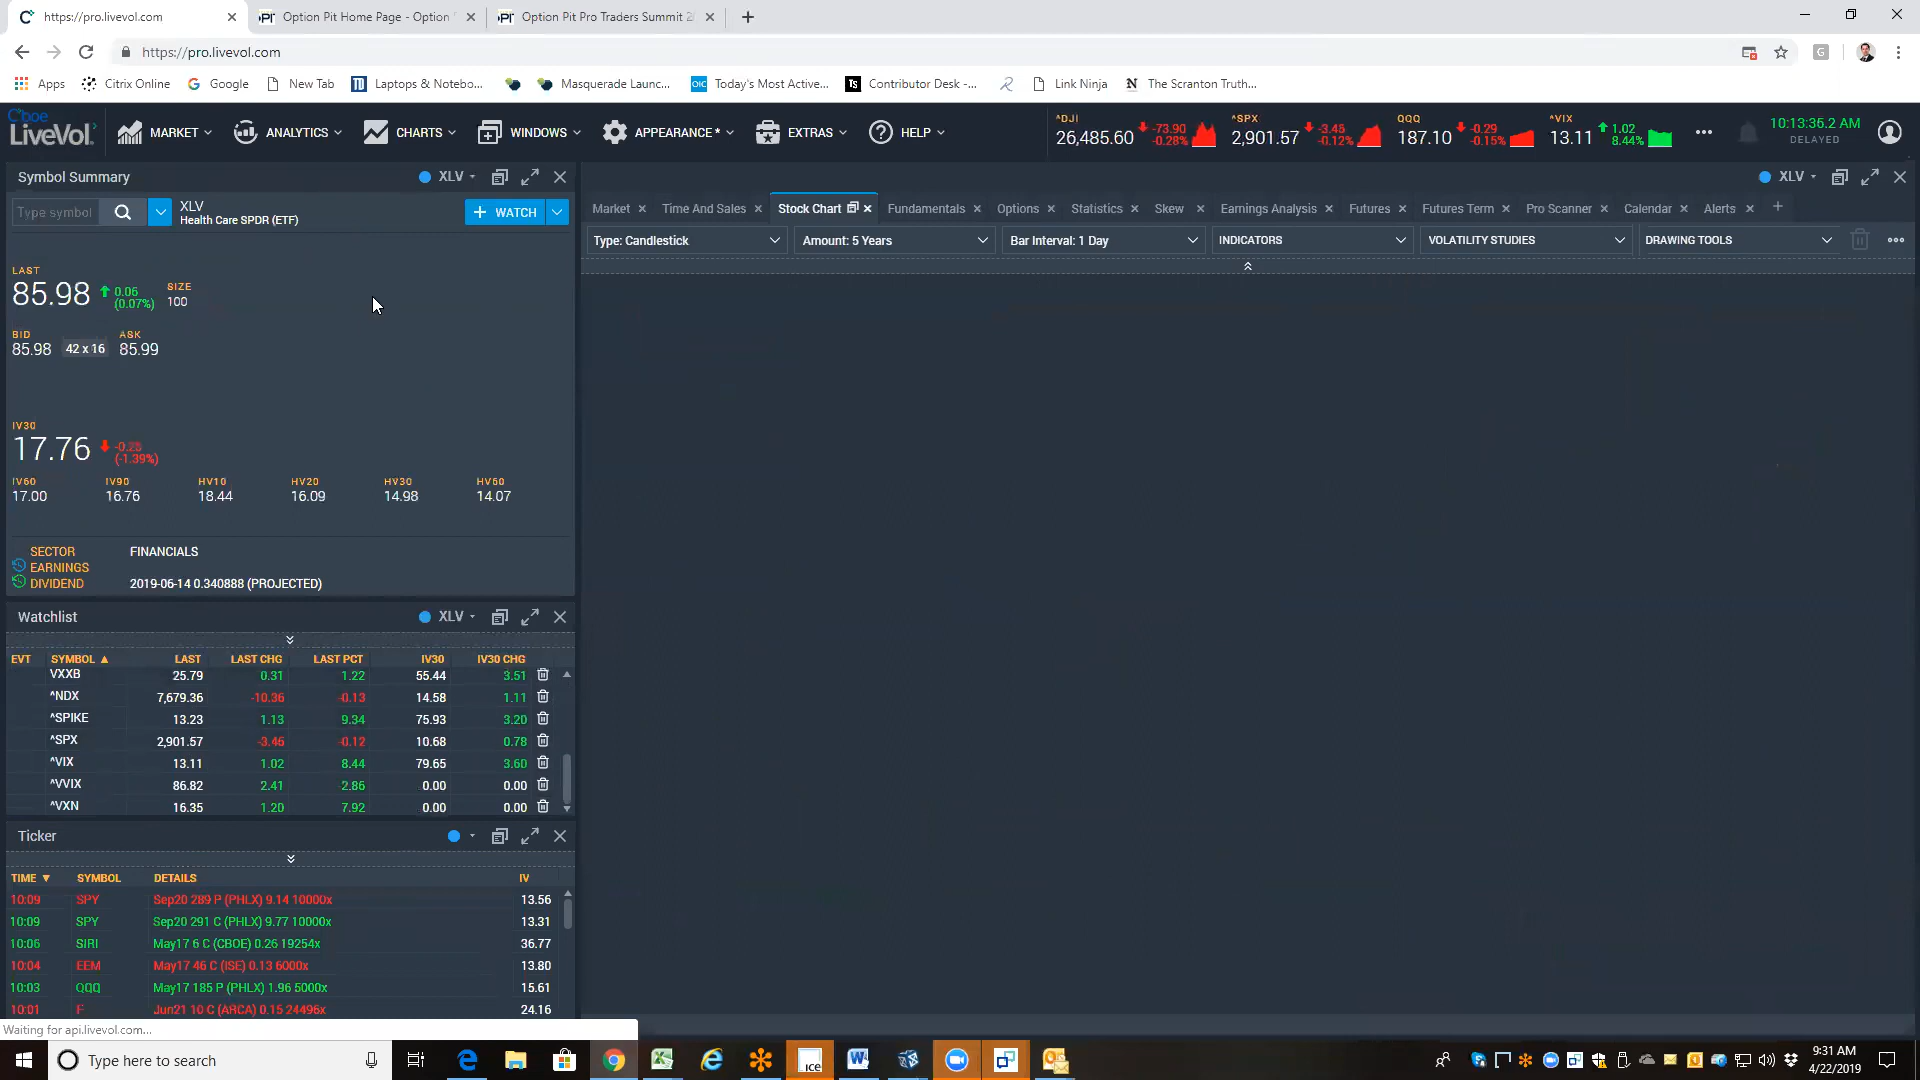 https://pro.livevol.com
Option Pit Home Page - Option
Option Pit Pro Traders Summit 2
https://pro.livevol.com
Apps
Citrix Online
Google
New Tab
Laptops & Notebo...
Masquerade Launc...
OIC
Today's Most Active...
TS
Contributor Desk -...
Link Ninja
The Scranton Truth...
Cboe
LiveVol
MARKET
ANALYTICS
CHARTS
WINDOWS
APPEARANCE*
EXTRAS
HELP
^DJI
26,485.60
-73.90
-0.28%
^SPX
2,901.57
-3.46
-0.12%
QQQ
187.10
-0.29
-0.15%
^VIX
13.11
1.02
8.44%
10:13:35.2 AM
DELAYED
Symbol Summary
XLV
Type symbol
XLV
Health Care SPDR (ETF)
+ WATCH
LAST
85.98
0.06
(0.07%)
SIZE
100
BID
85.98
42 x 16
ASK
85.99
IV30
17.76
-0.25
(-1.39%)
IV60 IV90 HV10 HV20 HV30 HV60
17.00 16.76 18.44 16.09 14.98 14.07
SECTOR FINANCIALS
EARNINGS
DIVIDEND 2019-06-14 0.340888 (PROJECTED)
Watchlist
XLV
EVT SYMBOL LAST LAST CHG LAST PCT IV30 IV30 CHG
VXXB 25.79 0.31 1.22 55.44 3.51
^NDX 7,679.36 -10.36 -0.13 14.58 1.11
^SPIKE 13.23 1.13 9.34 75.93 3.20
^SPX 2,901.57 -3.46 -0.12 10.68 0.78
^VIX 13.11 1.02 8.44 79.65 3.60
^VVIX 86.82 2.41 2.86 0.00 0.00
^VXN 16.35 1.20 7.92 0.00 0.00
Ticker
TIME SYMBOL DETAILS IV
10:09 SPY Sep20 289 P (PHLX) 9.14 10000x 13.56
10:09 SPY Sep20 291 C (PHLX) 9.77 10000x 13.31
10:06 SIRI May17 6 C (CBOE) 0.26 19254x 36.77
10:04 EEM May17 46 C (ISE) 0.13 6000x 13.80
10:03 QQQ May17 185 P (PHLX) 1.96 5000x 15.61
10:01 F Jun21 10 C (ARCA) 0.15 24496x 24.16
Waiting for api.livevol.com...
XLV
Market
Time And Sales
Stock Chart
Fundamentals
Options
Statistics
Skew
Earnings Analysis
Futures
Futures Term
Pro Scanner
Calendar
Alerts
Type: Candlestick
Amount: 5 Years
Bar Interval: 1 Day
INDICATORS
VOLATILITY STUDIES
DRAWING TOOLS
Type here to search
ice
9:31 AM
4/22/2019